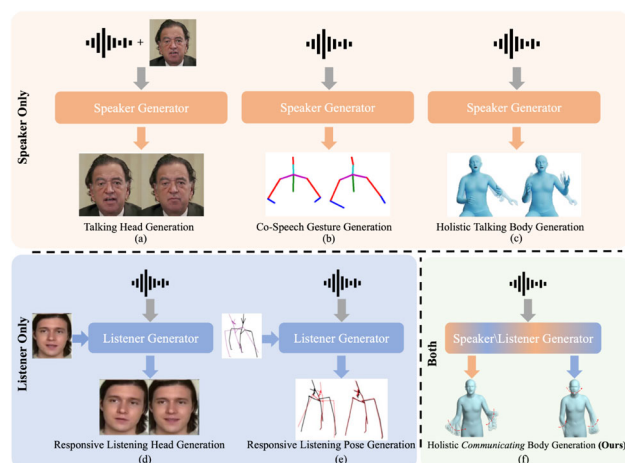 Speaker Only
+
Speaker Generator
Speaker Generator
Speaker Generator
Talking Head Generation
(a)
Co-Speech Gesture Generation
(b)
Holistic Talking Body Generation
(c)
Listener Only
Listener Generator
Listener Generator
Responsive Listening Head Generation
(d)
Responsive Listening Pose Generation
(e)
Both
Speaker\Listener Generator
Holistic Communicating Body Generation (Ours)
(f)